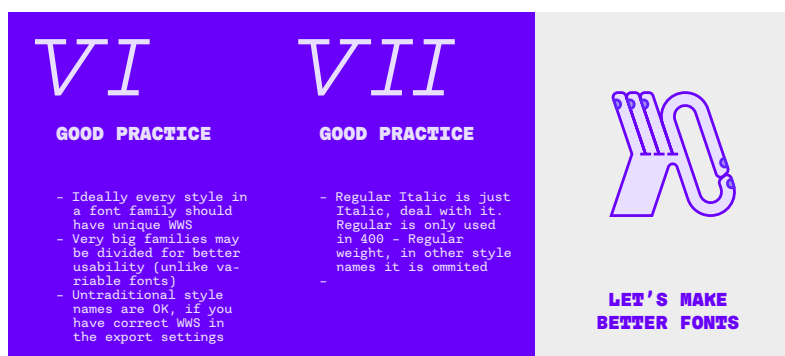 VI
GOOD PRACTICE
– Ideally every style in
a font family should
have unique WWS
– Very big families may
be divided for better
usability (unlike va-
riable fonts)
– Untraditional style
names are OK, if you
have correct WWS in
the export settings
VII
GOOD PRACTICE
– Regular Italic is just
Italic, deal with it.
Regular is only used
in 400 – Regular
weight, in other style
names it is ommited
–
LET'S MAKE
BETTER FONTS